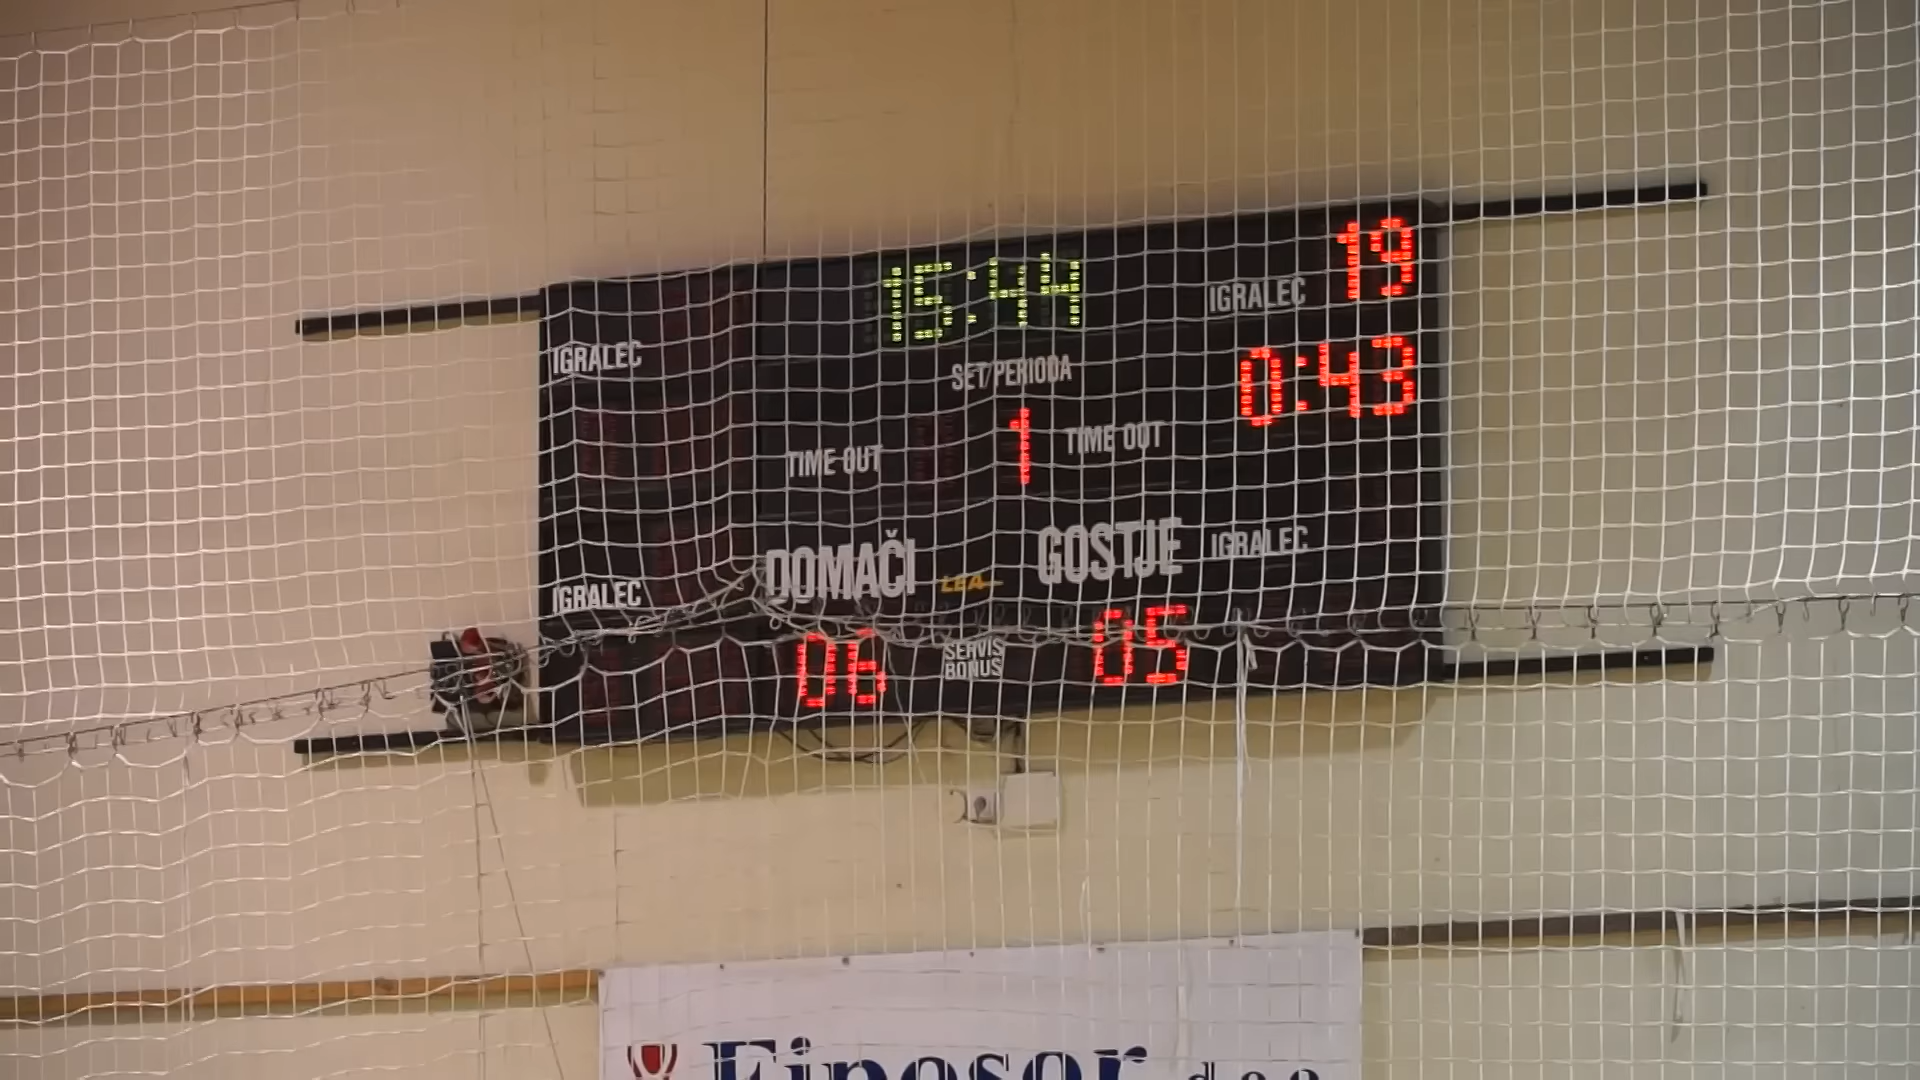 19
15:44
IGRALEC
IGRALEC
SET/PERIODA
0:43
TIME OUT
1
TIME OUT
DOMAČI
GOSTJE
IGRALEC
LEA
IGRALEC
06
SERVIS
BONUS
05